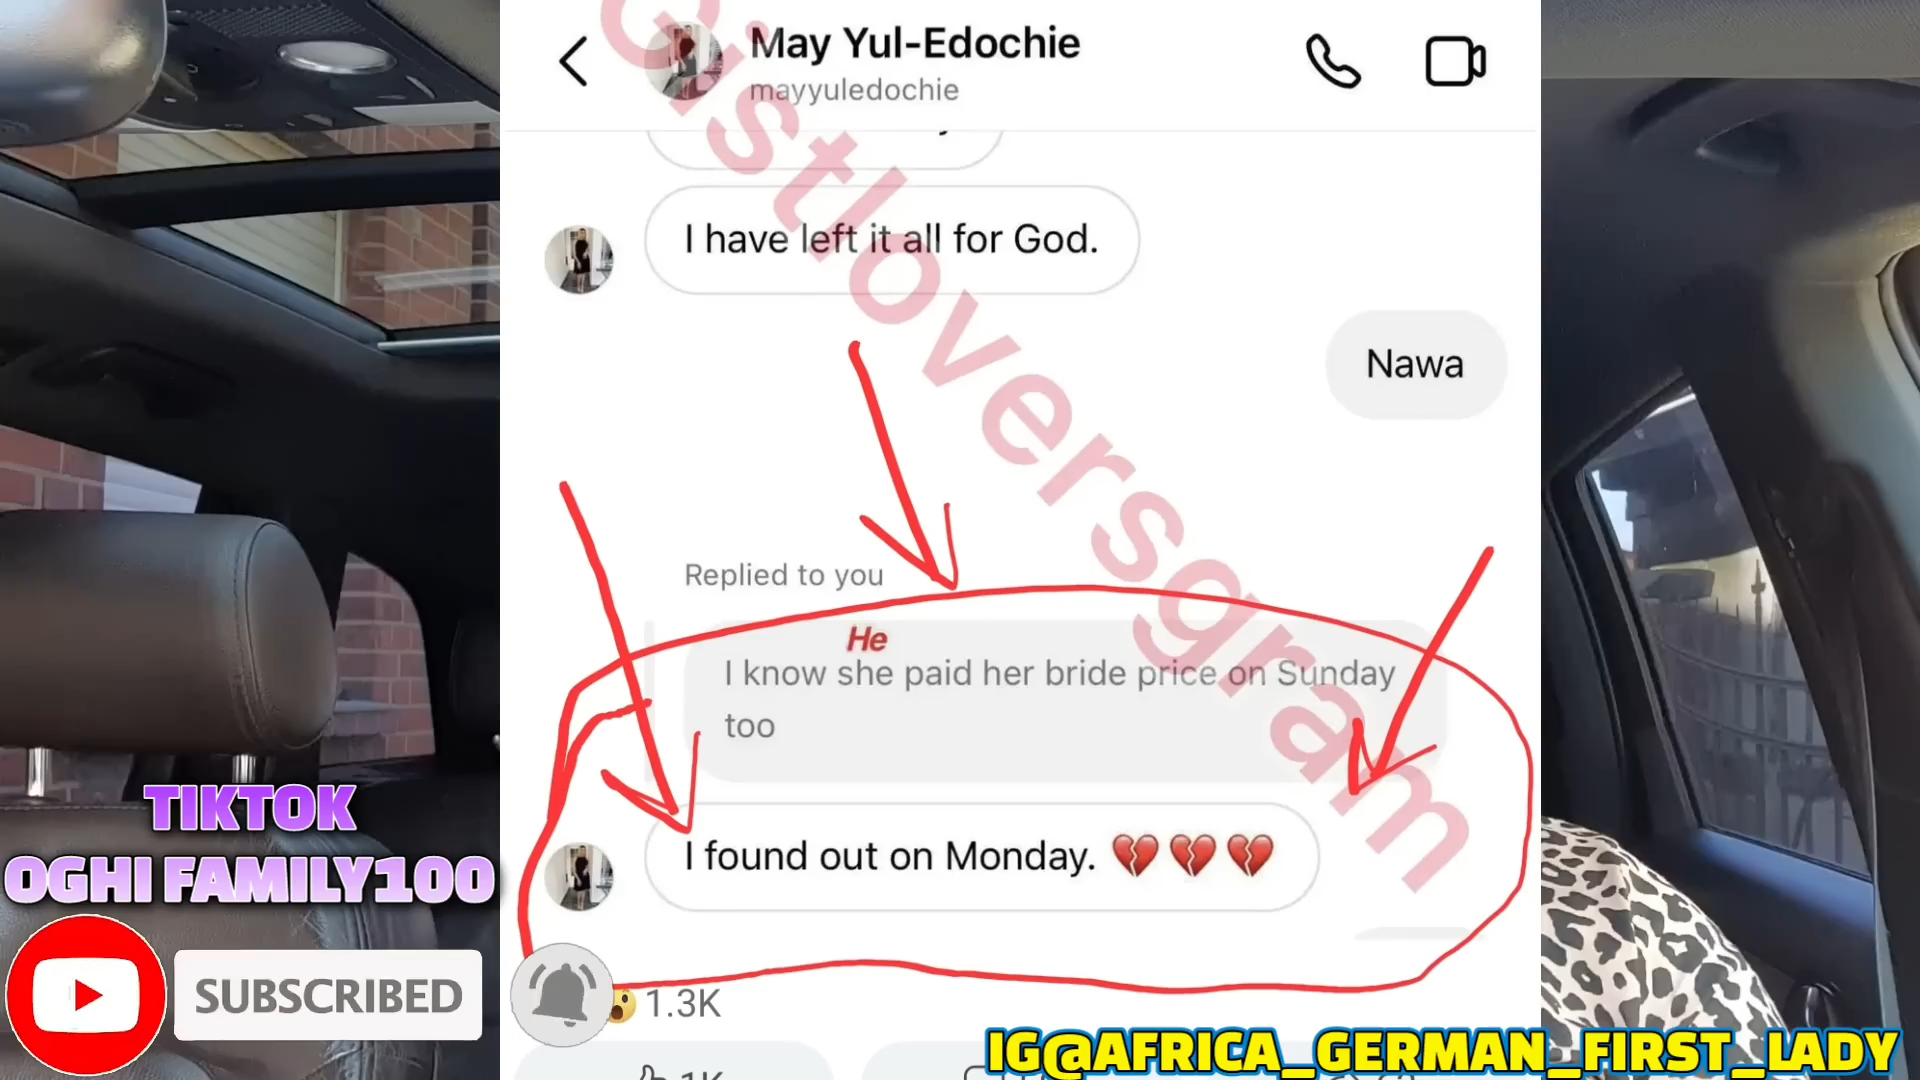 May Yul-Edochie
mayyuledochie
I have left it all for God.
Nawa
Replied to you
He
I know she paid her bride price on Sunday
too
I found out on Monday. 💔 💔 💔
1.3K
1K
Gistloversgram
TIKTOK
OGHI FAMILY100
SUBSCRIBED
IG@AFRICA_GERMAN_FIRST_LADY